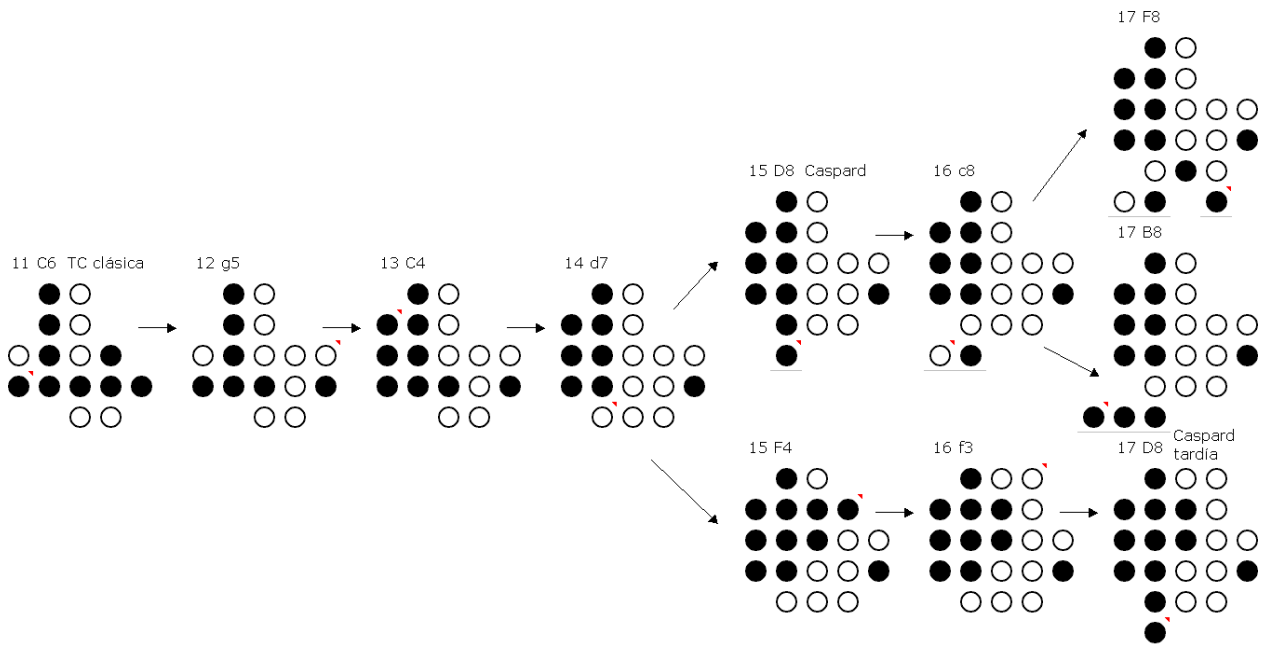 17 F8
15 D8 Caspard
16 c8
17 B8
11 C6 TC clásica
12 g5
13 C4
14 d7
15 F4
16 f3
17 D8
Caspard
tardía